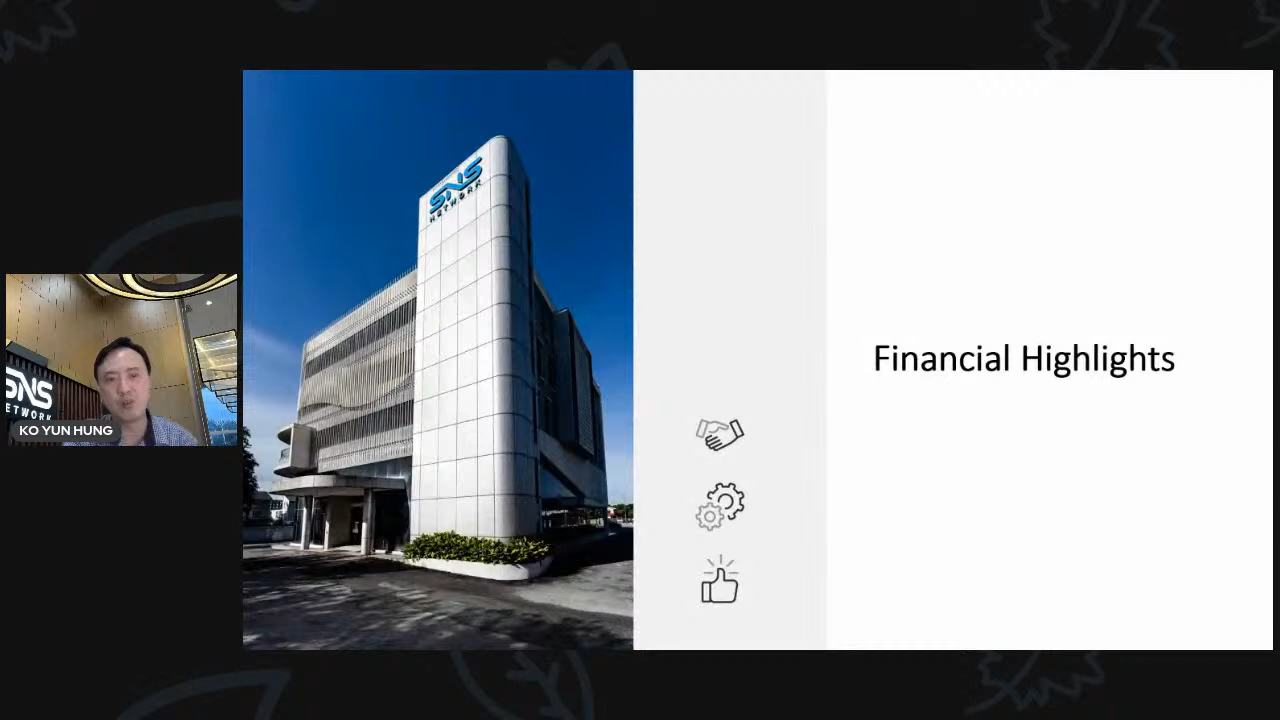 SNS
NETWORK
Financial Highlights
SNS
NETWORK
KO YUN HUNG